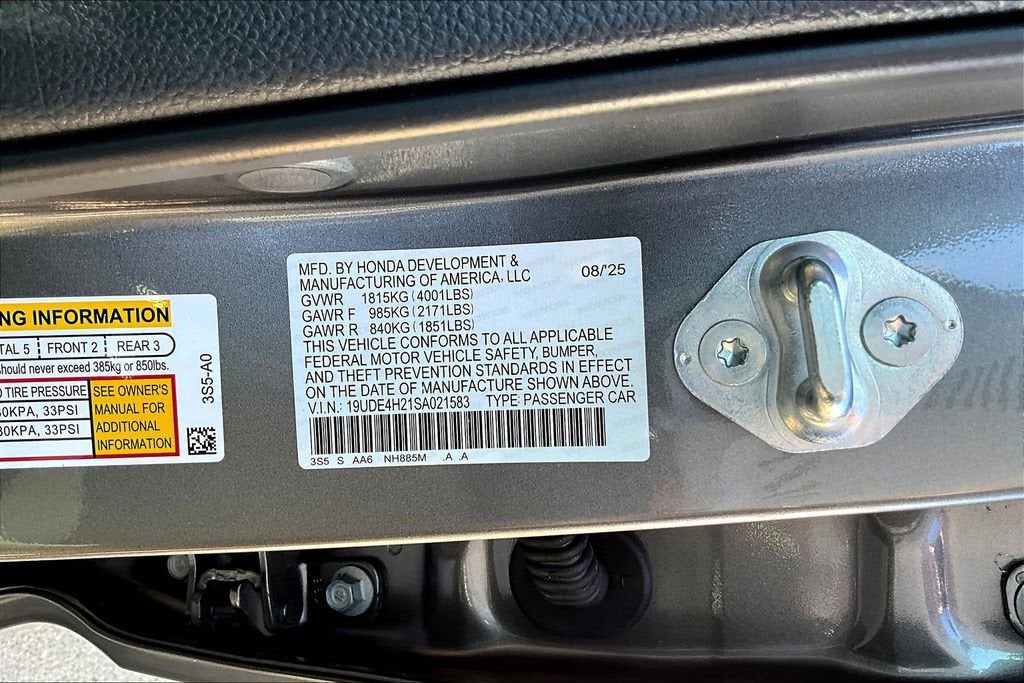 MFD. BY HONDA DEVELOPMENT &
MANUFACTURING OF AMERICA, LLC 08/'25
GVWR 1815KG (4001LBS)
GAWR F 985KG (2171LBS)
GAWR R 840KG (1851LBS)
THIS VEHICLE CONFORMS TO ALL APPLICABLE
FEDERAL MOTOR VEHICLE SAFETY, BUMPER,
AND THEFT PREVENTION STANDARDS IN EFFECT
ON THE DATE OF MANUFACTURE SHOWN ABOVE.
V.I.N.: 19UDE4H21SA021583 TYPE: PASSENGER CAR
3S5 S AA6 NH885M .A .A
NG INFORMATION
TAL 5 FRONT 2 REAR 3
should never exceed 385kg or 850lbs.
D TIRE PRESSURE
30KPA, 33PSI
30KPA, 33PSI
SEE OWNER'S
MANUAL FOR
ADDITIONAL
INFORMATION
3S5-A0